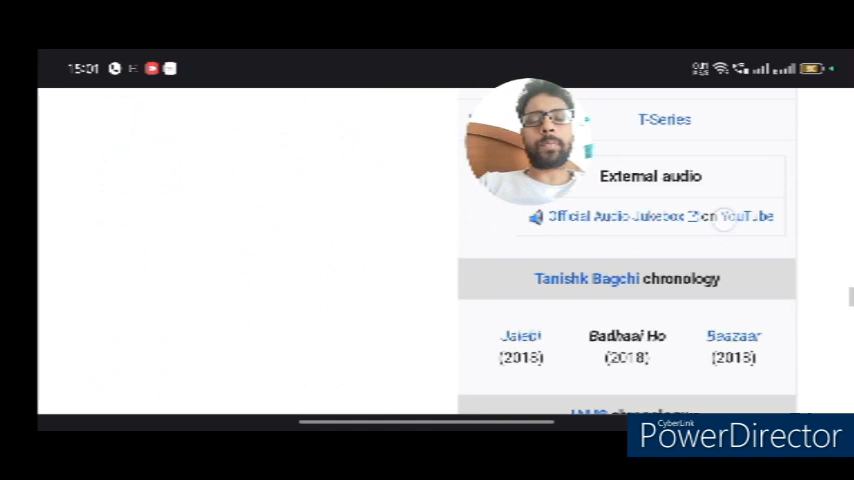 15:01
T-Series
External audio
Official Audio Jukebox on YouTube
Tanishk Bagchi chronology
Jalebi Badhaai Ho Baazaar
(2018) (2018) (2018)
chronology
CyberLink
PowerDirector